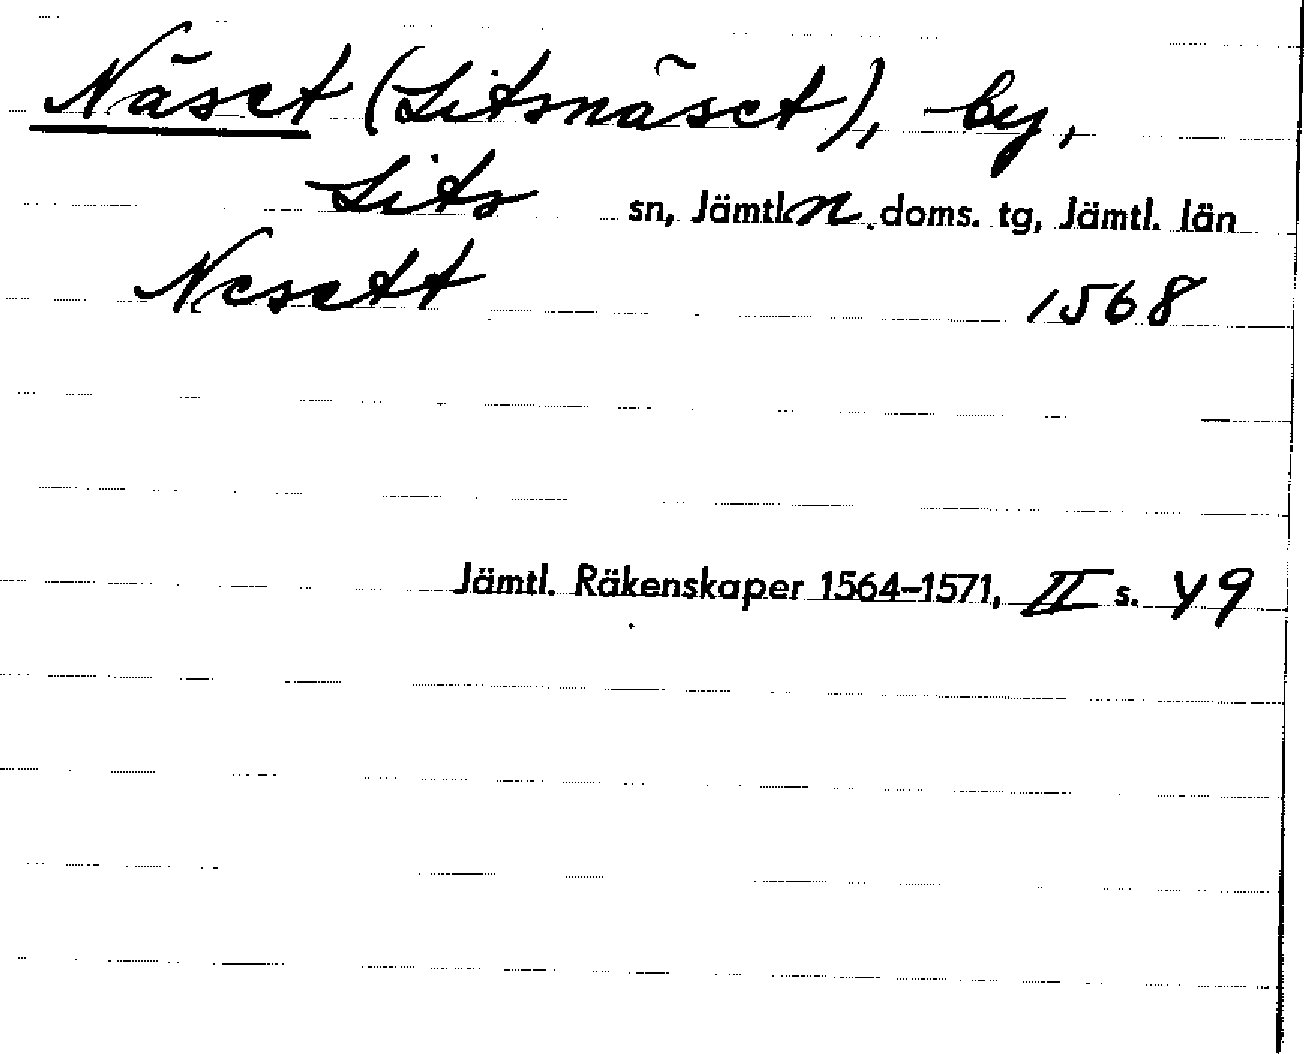 Näset (Litsnäset), by,
Lits sn, Jämtl. n. doms. tg, Jämtl. län
Nesett 1568
Jämtl. Räkenskaper 1564–1571, II s. 49